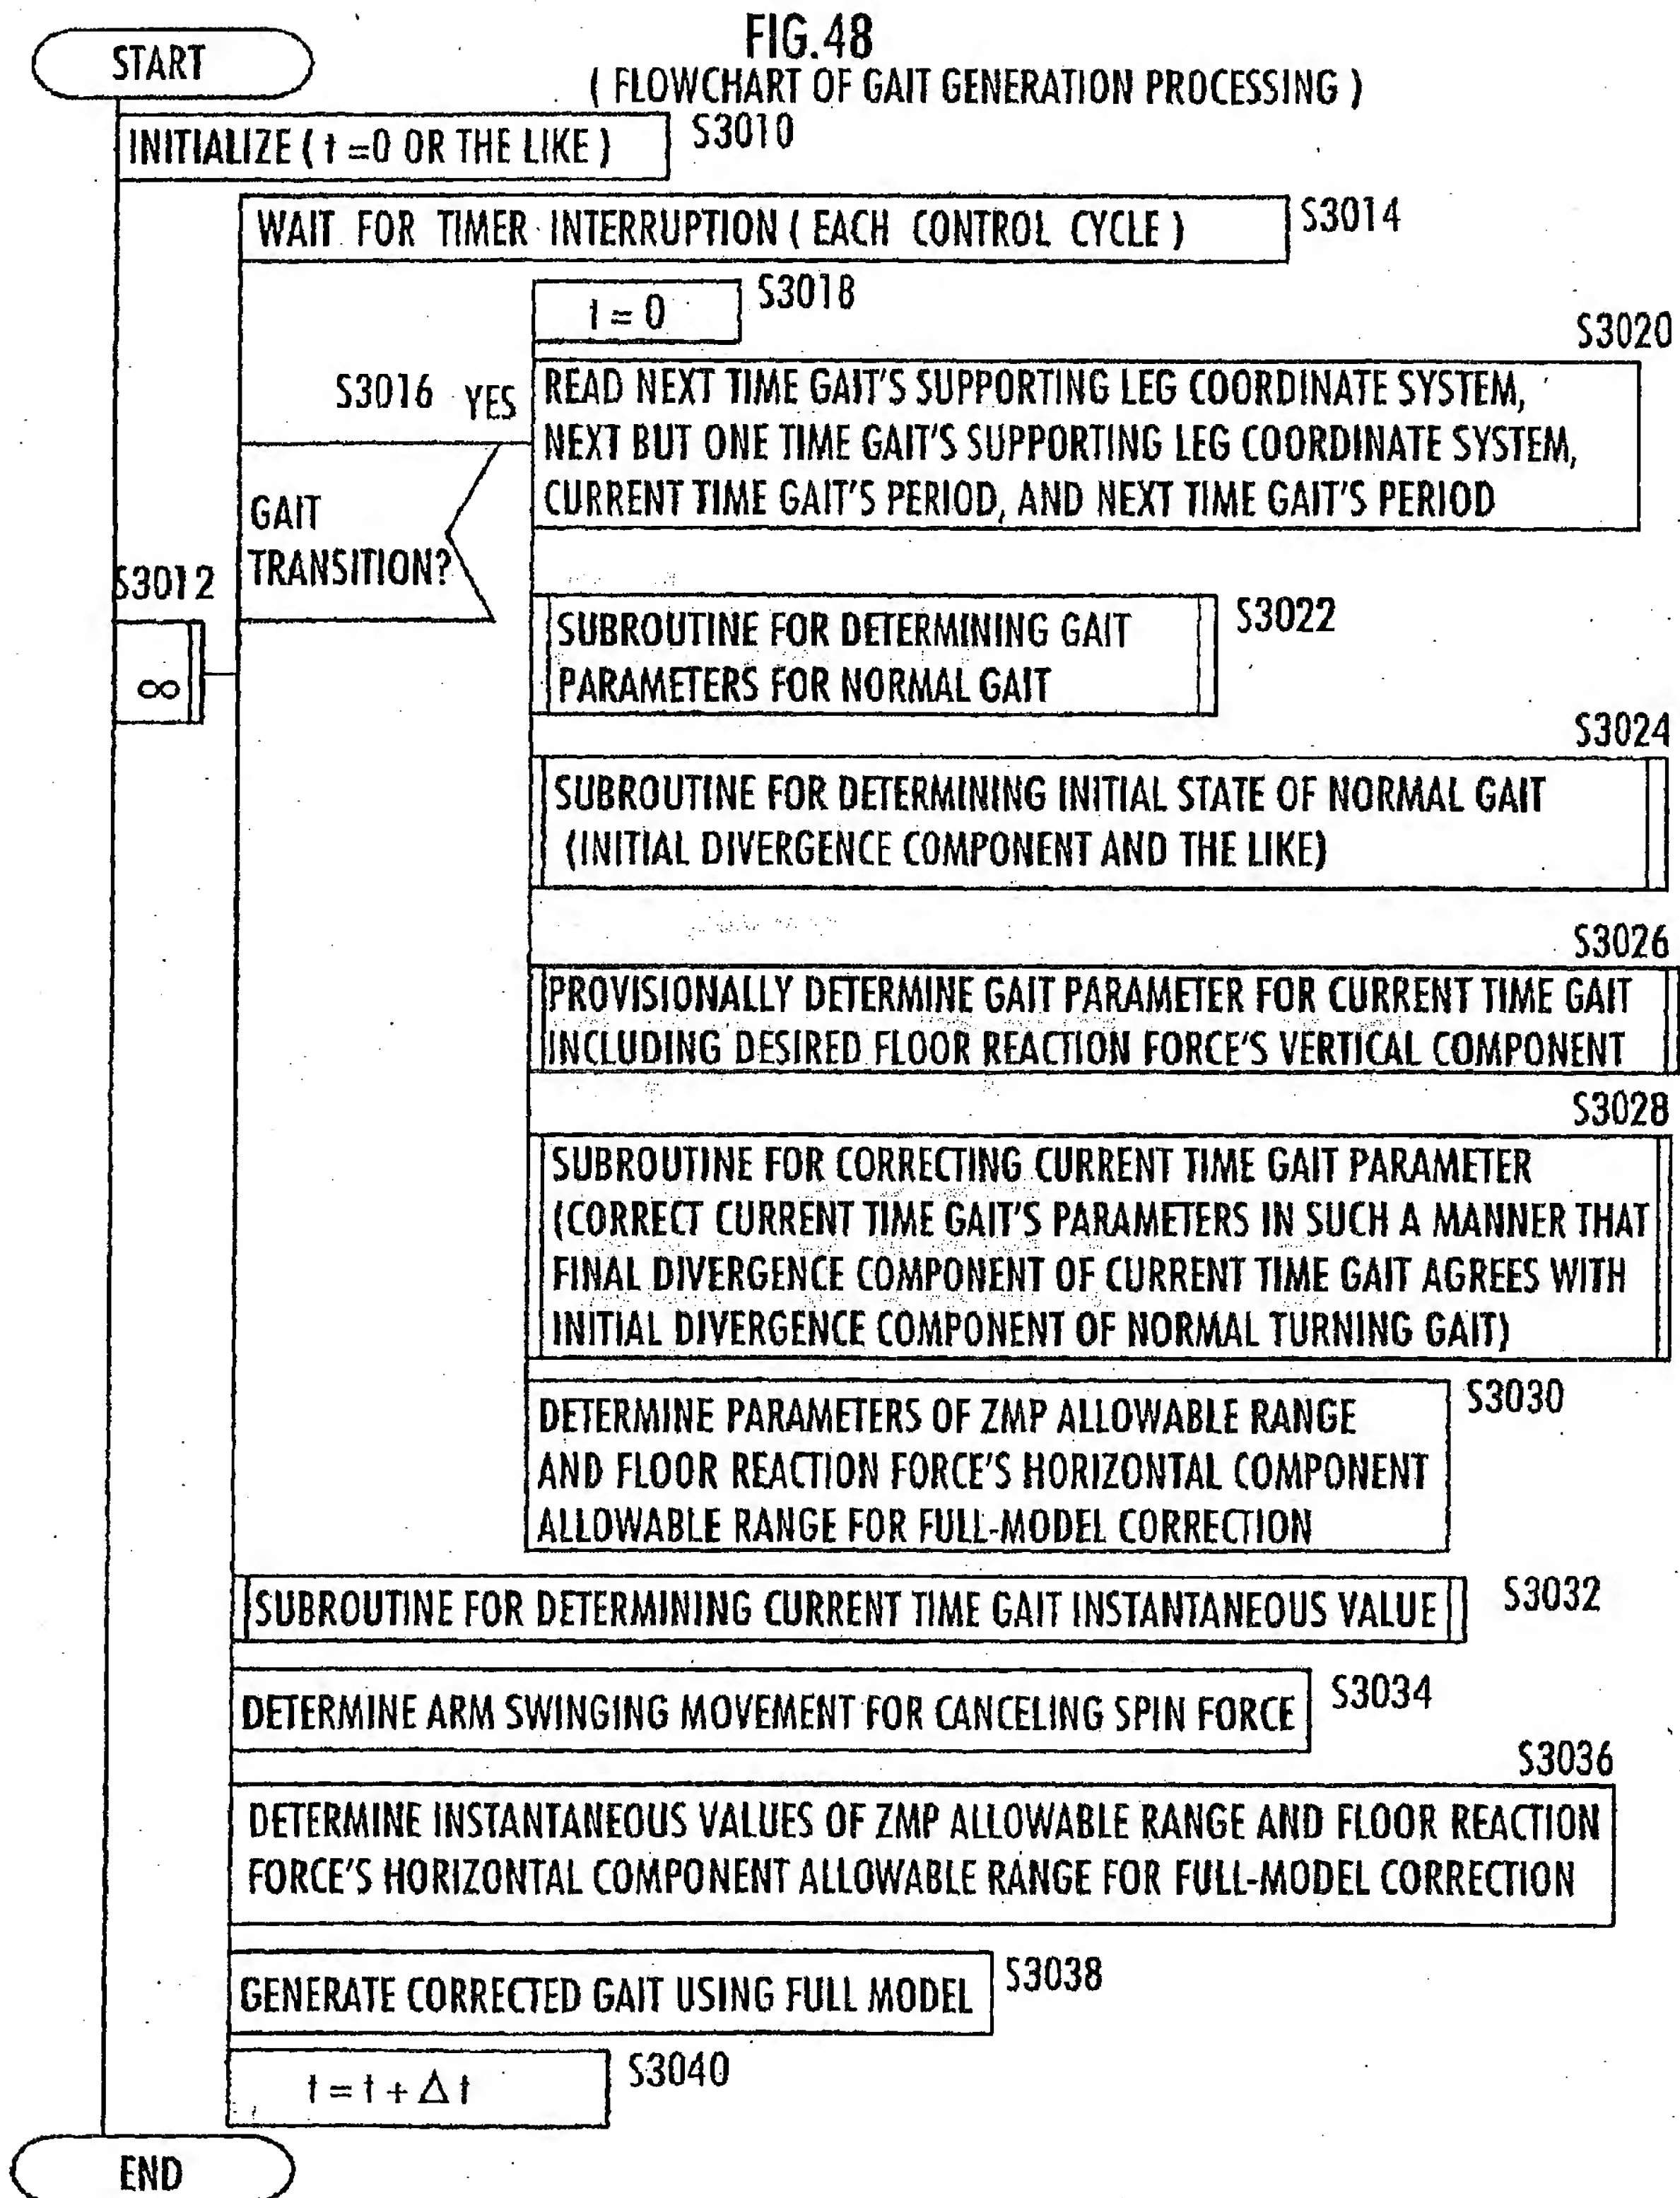 FIG.48
( FLOWCHART OF GAIT GENERATION PROCESSING )
START
INITIALIZE ( t =0 OR THE LIKE )
S3010
WAIT FOR TIMER INTERRUPTION ( EACH CONTROL CYCLE )
S3014
t = 0
S3018
S3020
S3016 YES
READ NEXT TIME GAIT'S SUPPORTING LEG COORDINATE SYSTEM,
NEXT BUT ONE TIME GAIT'S SUPPORTING LEG COORDINATE SYSTEM,
CURRENT TIME GAIT'S PERIOD, AND NEXT TIME GAIT'S PERIOD
GAIT
TRANSITION?
S3012
∞
SUBROUTINE FOR DETERMINING GAIT
PARAMETERS FOR NORMAL GAIT
S3022
S3024
SUBROUTINE FOR DETERMINING INITIAL STATE OF NORMAL GAIT
(INITIAL DIVERGENCE COMPONENT AND THE LIKE)
S3026
PROVISIONALLY DETERMINE GAIT PARAMETER FOR CURRENT TIME GAIT
INCLUDING DESIRED FLOOR REACTION FORCE'S VERTICAL COMPONENT
S3028
SUBROUTINE FOR CORRECTING CURRENT TIME GAIT PARAMETER
(CORRECT CURRENT TIME GAIT'S PARAMETERS IN SUCH A MANNER THAT
FINAL DIVERGENCE COMPONENT OF CURRENT TIME GAIT AGREES WITH
INITIAL DIVERGENCE COMPONENT OF NORMAL TURNING GAIT)
S3030
DETERMINE PARAMETERS OF ZMP ALLOWABLE RANGE
AND FLOOR REACTION FORCE'S HORIZONTAL COMPONENT
ALLOWABLE RANGE FOR FULL-MODEL CORRECTION
SUBROUTINE FOR DETERMINING CURRENT TIME GAIT INSTANTANEOUS VALUE
S3032
DETERMINE ARM SWINGING MOVEMENT FOR CANCELING SPIN FORCE
S3034
S3036
DETERMINE INSTANTANEOUS VALUES OF ZMP ALLOWABLE RANGE AND FLOOR REACTION
FORCE'S HORIZONTAL COMPONENT ALLOWABLE RANGE FOR FULL-MODEL CORRECTION
GENERATE CORRECTED GAIT USING FULL MODEL
S3038
t = t + Δ t
S3040
END